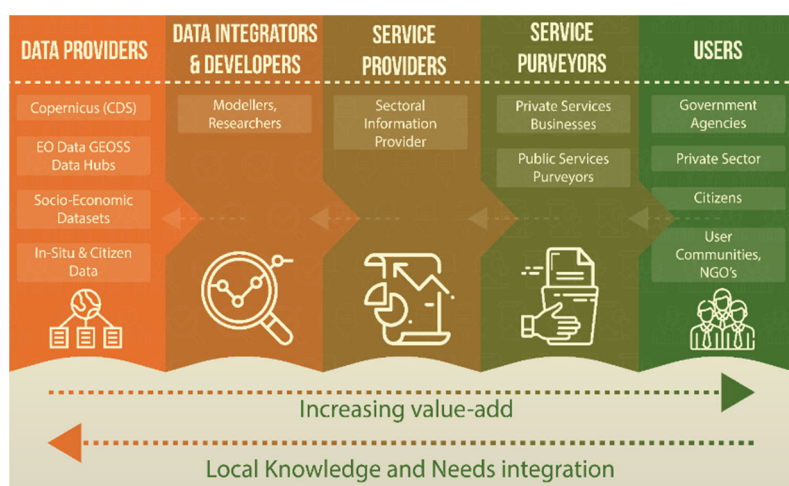 DATA PROVIDERS
Copernicus (CDS)
EO Data GEOSS
Data Hubs
Socio-Economic
Datasets
In-Situ & Citizen
Data
DATA INTEGRATORS
& DEVELOPERS
Modellers,
Researchers
SERVICE
PROVIDERS
Sectoral
Information
Provider
SERVICE
PURVEYORS
Private Services
Businesses
Public Services
Purveyors
USERS
Government
Agencies
Private Sector
Citizens
User
Communities,
NGO's
Increasing value-add
Local Knowledge and Needs integration